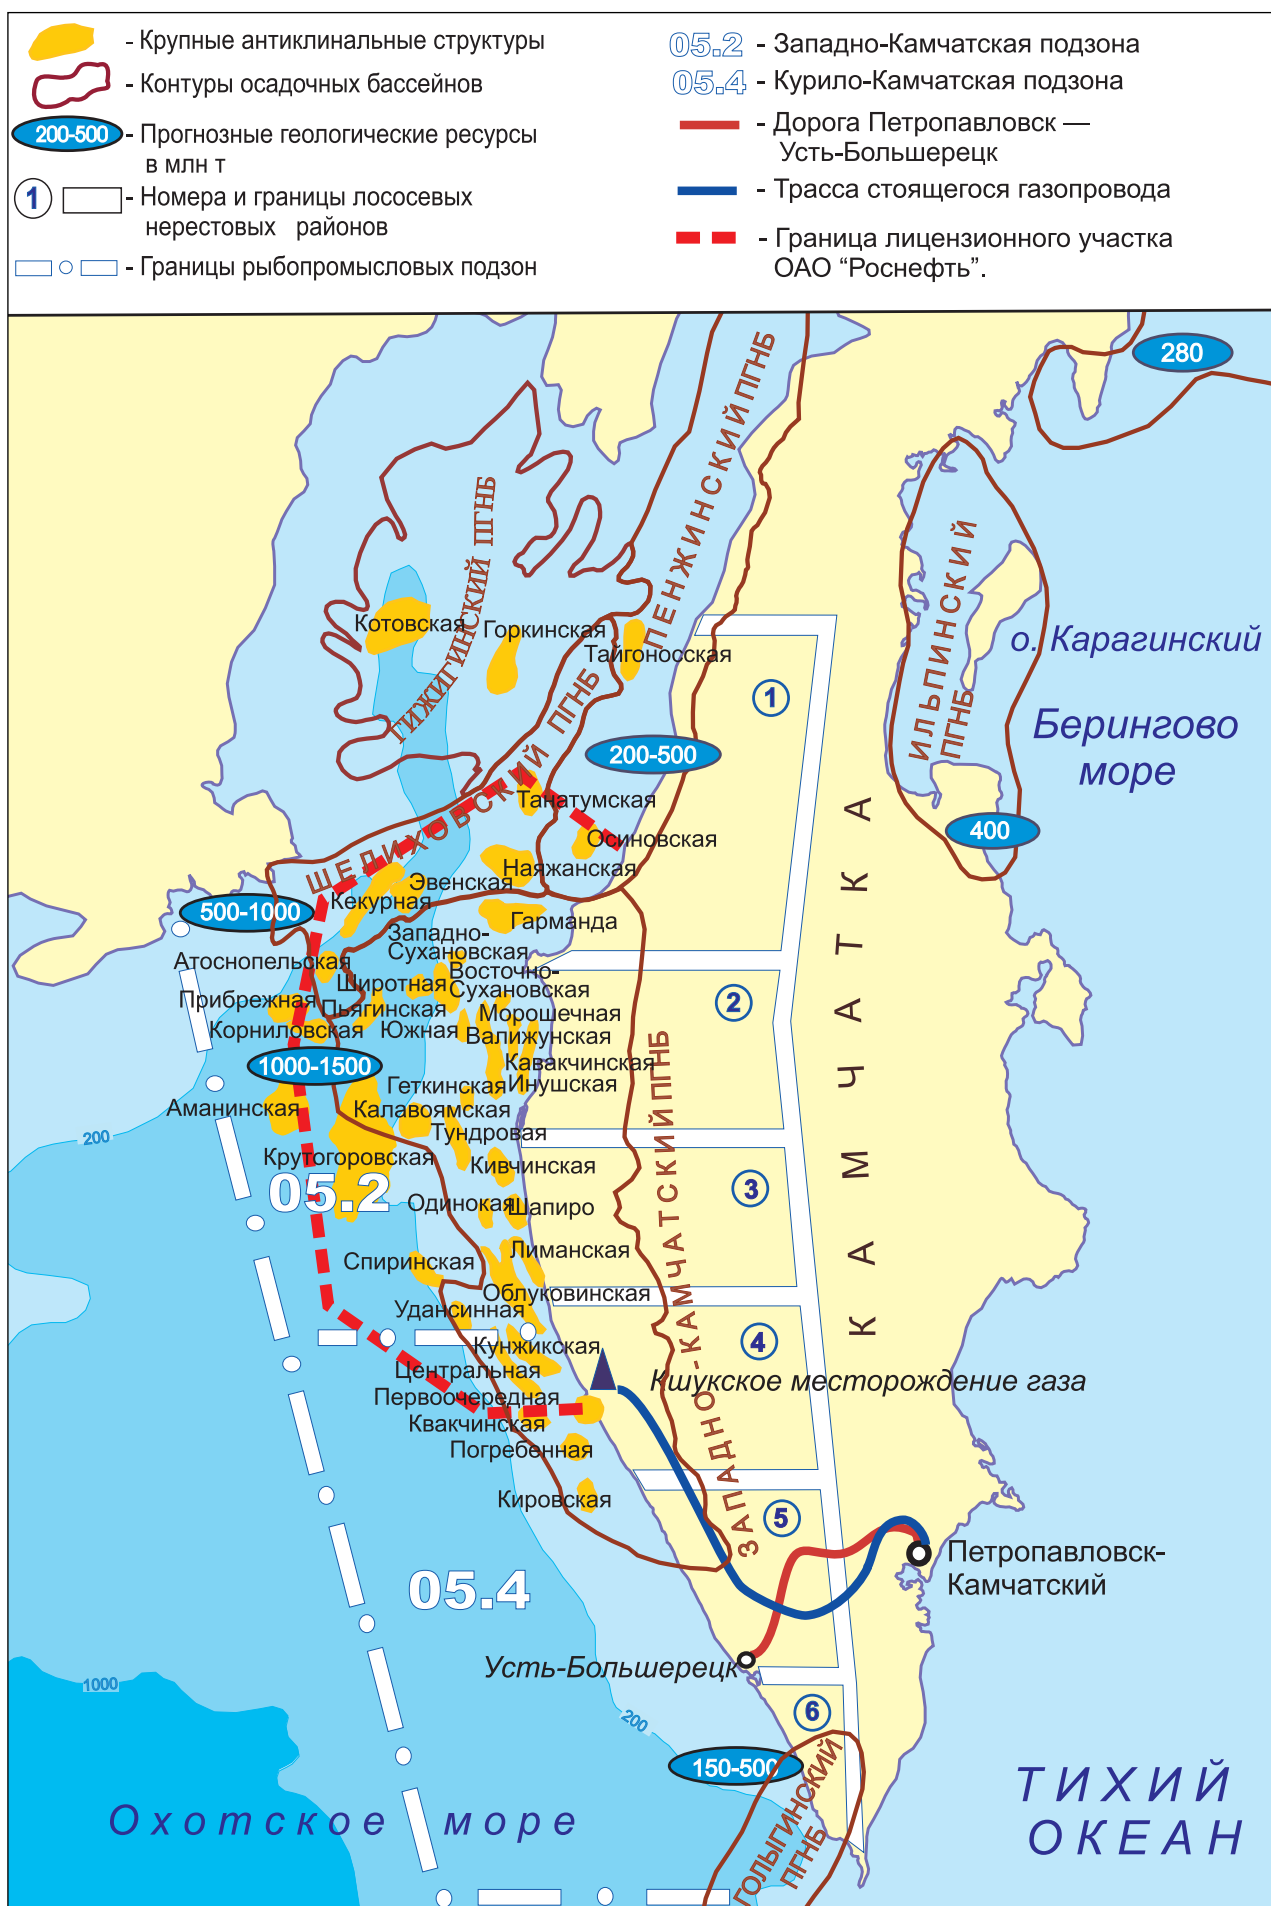 - Крупные антиклинальные структуры
- Контуры осадочных бассейнов
200-500 - Прогнозные геологические ресурсы
в млн т
1 - Номера и границы лососевых
нерестовых районов
- Границы рыбопромысловых подзон
05.2 - Западно-Камчатская подзона
05.4 - Курило-Камчатская подзона
- Дорога Петропавловск —
Усть-Большерецк
- Трасса стоящегося газопровода
- Граница лицензионного участка
ОАО “Роснефть”.
280
ПЕНЖИНСКИЙ ПГНБ
ГИЖИГИНСКИЙ ПГНБ
ИЛЬПИНСКИЙ
ПГНБ
Котовская
Горкинская
Тайгоносская
о. Карагинский
1
Берингово
море
ШЕЛИХОВСКИЙ ПГНБ
200-500
Танатумская
Осиновская
400
Наяжанская
Эвенская
Кекурная
500-1000
Гарманда
Западно-
Сухановская
Атоснопельская
Восточно-
Сухановская
Широтная
Прибрежная
Пьягинская
Морошечная
Корниловская
Южная
Валижунская
2
1000-1500
Кавакчинская
Геткинская
Инушская
Аманинская
Калавоямская
Тундровая
200
Крутогоровская
Кивчинская
05.2
Одинокая
Шапиро
3
КАМЧАТКА
ЗАПАДНО-КАМЧАТСКИЙ ПГНБ
Лиманская
Спиринская
Облуковинская
Удансинная
Кунжикская
4
Центральная
Кшукское месторождение газа
Первоочередная
Квакчинская
Погребенная
Кировская
5
Петропавловск-
Камчатский
05.4
Усть-Большерецк
1000
200
6
150-500
ГОЛЫГИНСКИЙ
ПГНБ
Охотское море
ТИХИЙ
ОКЕАН